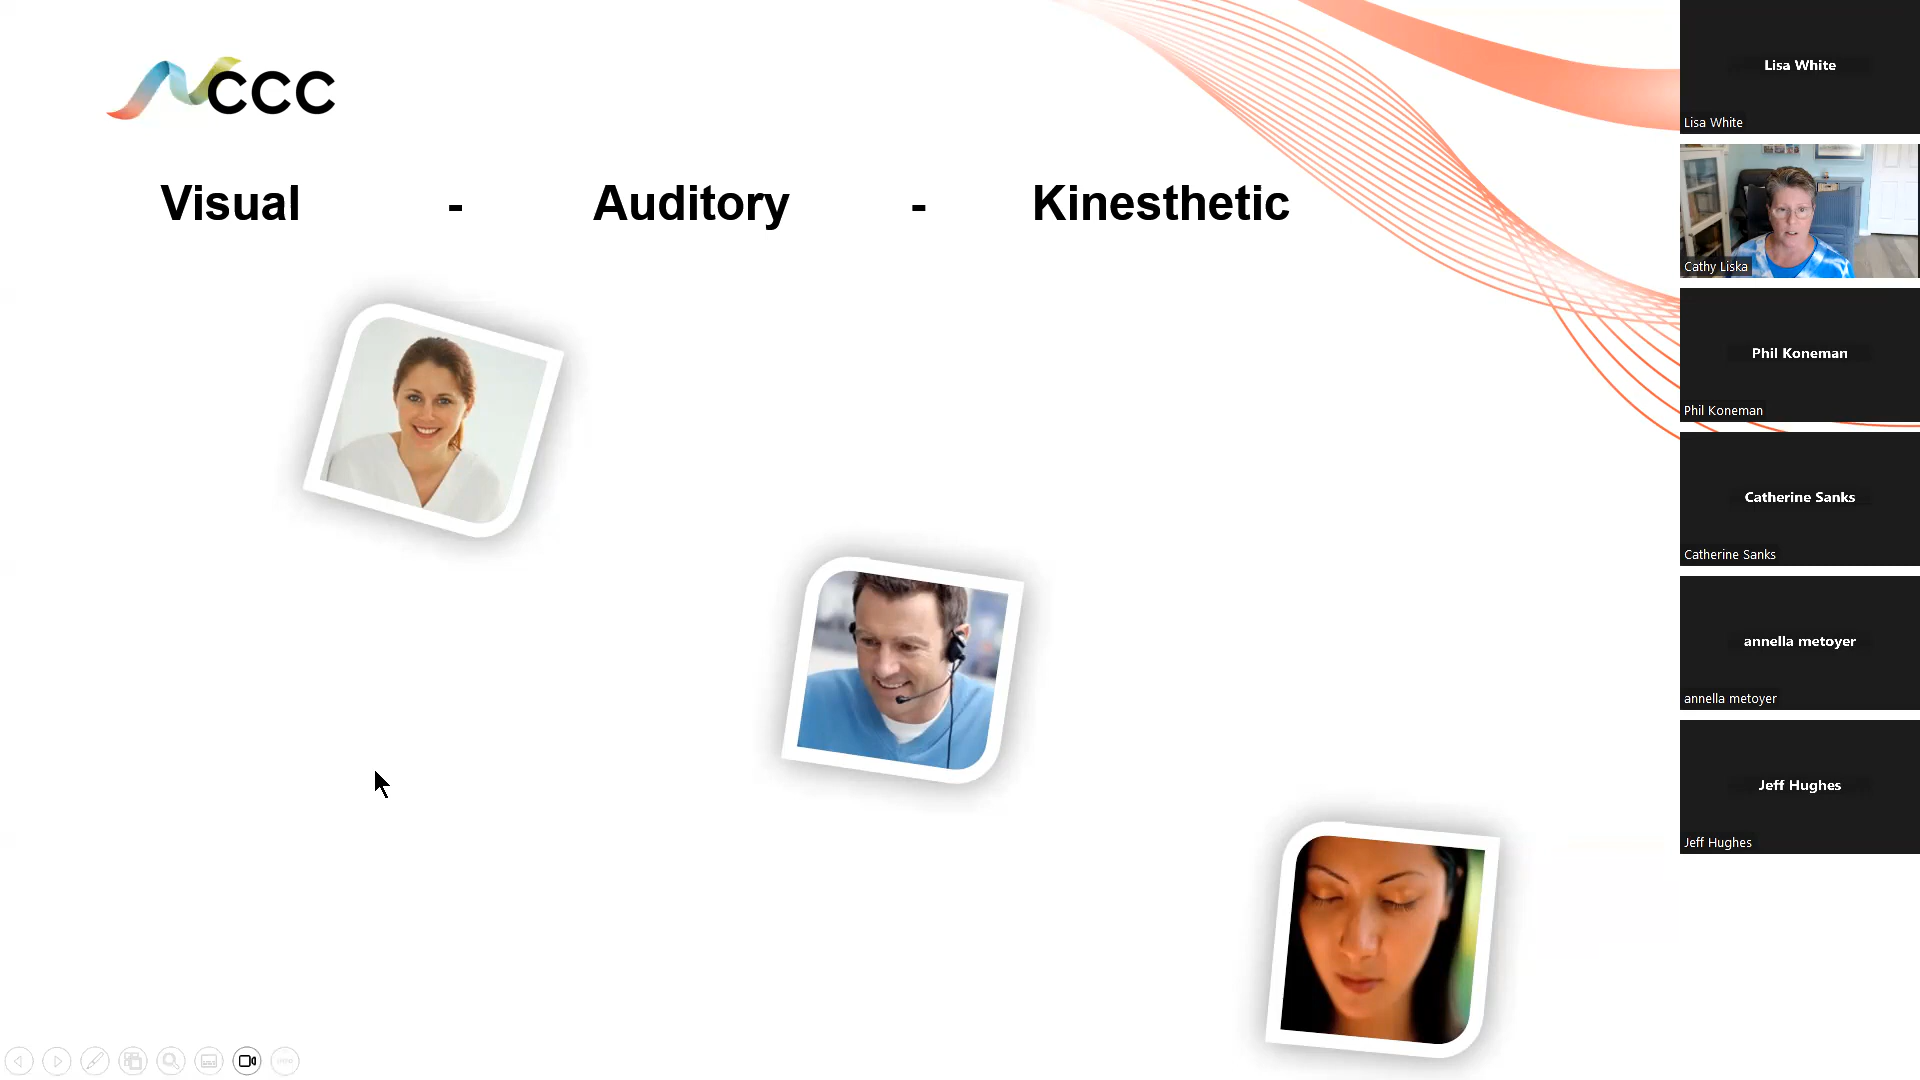 NCCC
Visual - Auditory - Kinesthetic
Lisa White
Lisa White
Cathy Liska
Phil Koneman
Phil Koneman
Catherine Sanks
Catherine Sanks
annella metoyer
annella metoyer
Jeff Hughes
Jeff Hughes